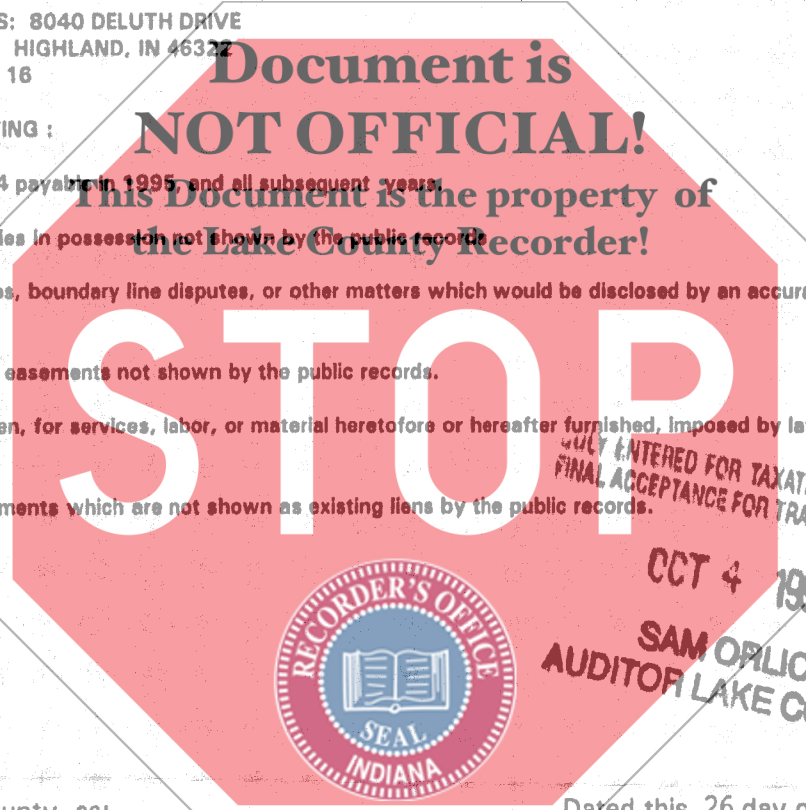 S: 8040 DELUTH DRIVE
HIGHLAND, IN 46322
16
Document is
NOT OFFICIAL!
ING :
4 payable in 1995, and all subsequent years.
This Document is the property of
ies in possession not shown by the public records
the Lake County Recorder!
es, boundary line disputes, or other matters which would be disclosed by an accura
STOP
easements not shown by the public records.
en, for services, labor, or material heretofore or hereafter furnished, imposed by la
DULY ENTERED FOR TAXAT
FINAL ACCEPTANCE FOR TRA
ments which are not shown as existing liens by the public records.
OCT 4 199
SAM ORLIC
AUDITOR LAKE CO
RECORDER'S OFFICE
SEAL
INDIANA
Dated this 26 day o